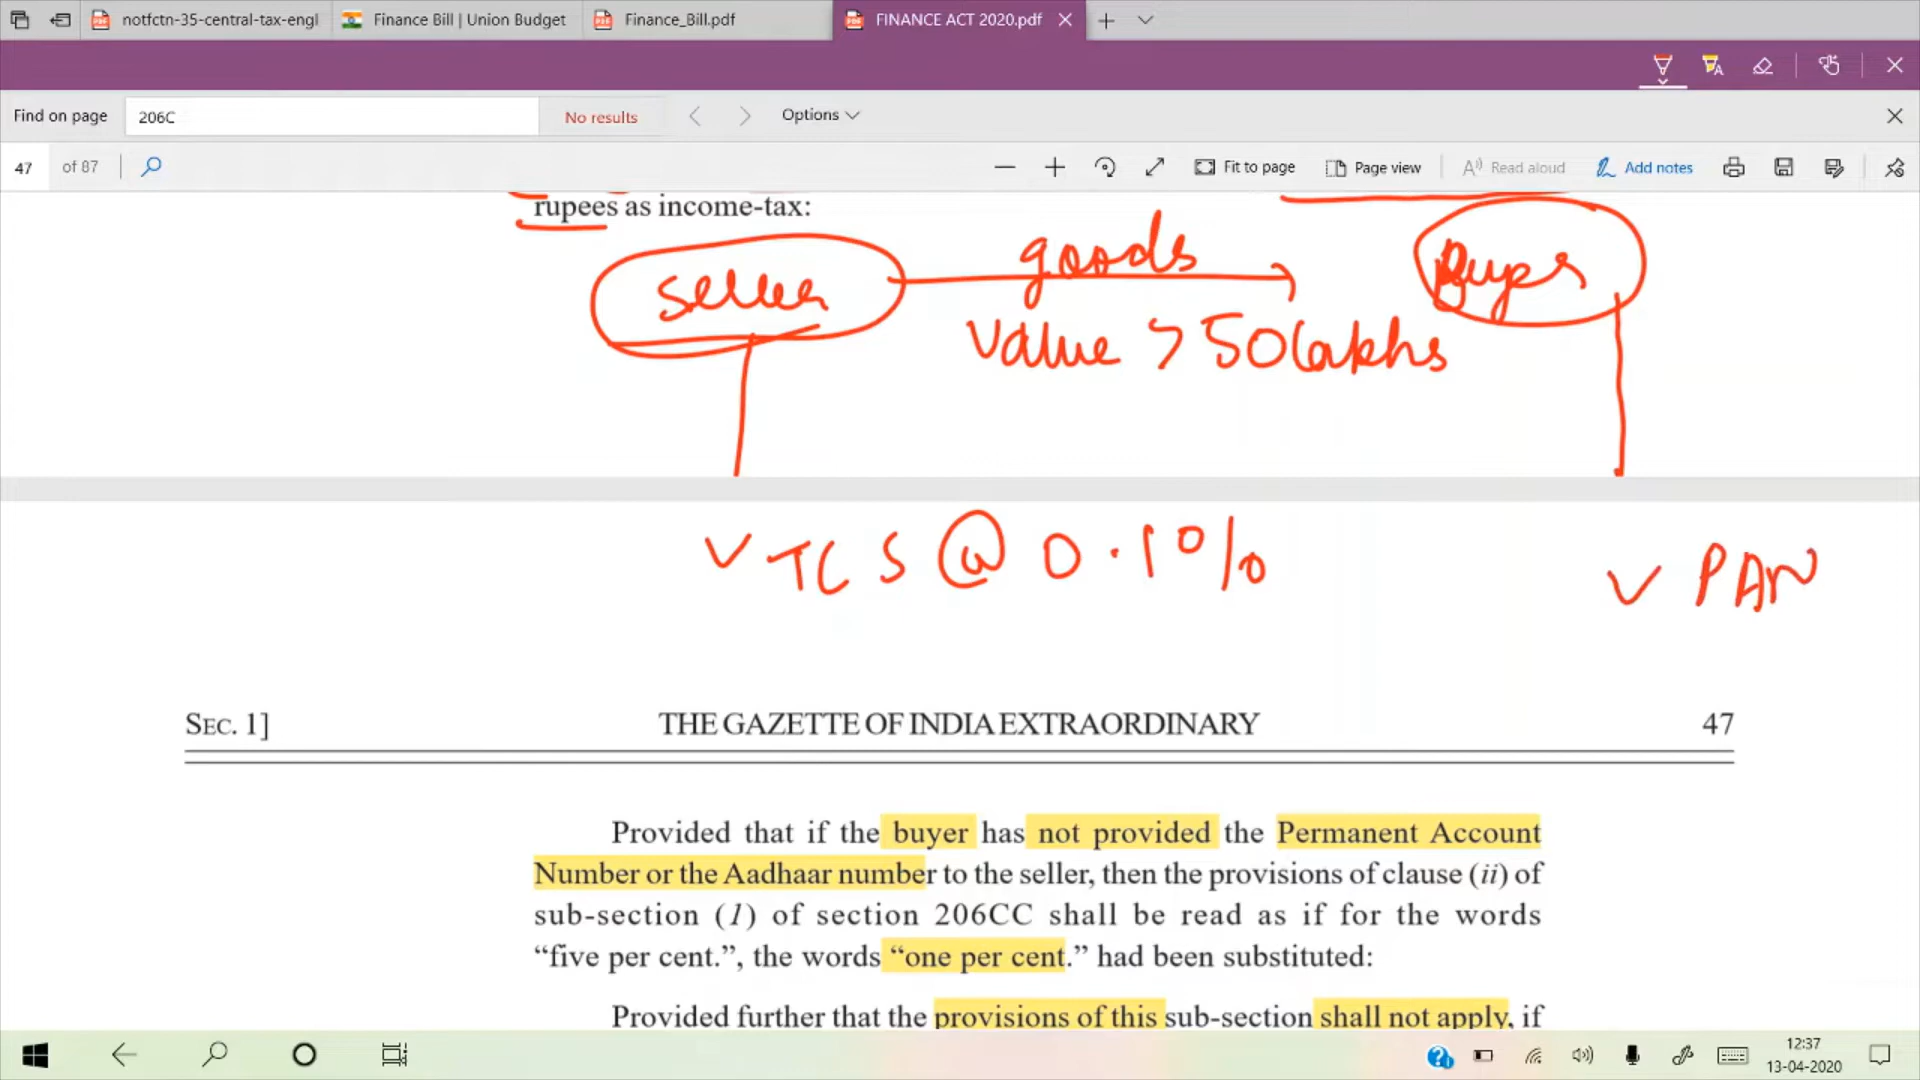 notfctn-35-central-tax-engl
Finance Bill | Union Budget
Finance_Bill.pdf
FINANCE ACT 2020.pdf
Find on page
206C
No results
Options
47
of 87
Fit to page
Page view
Read aloud
Add notes
rupees as income-tax:
seller
goods
Buyer
Value > 50 lakhs
TCS @ 0.1%
PAN
SEC. 1]
THE GAZETTE OF INDIA EXTRAORDINARY
47
Provided that if the buyer has not provided the Permanent Account
Number or the Aadhaar number to the seller, then the provisions of clause (ii) of
sub-section (1) of section 206CC shall be read as if for the words
“five per cent.”, the words “one per cent.” had been substituted:
Provided further that the provisions of this sub-section shall not apply, if
12:37
13-04-2020